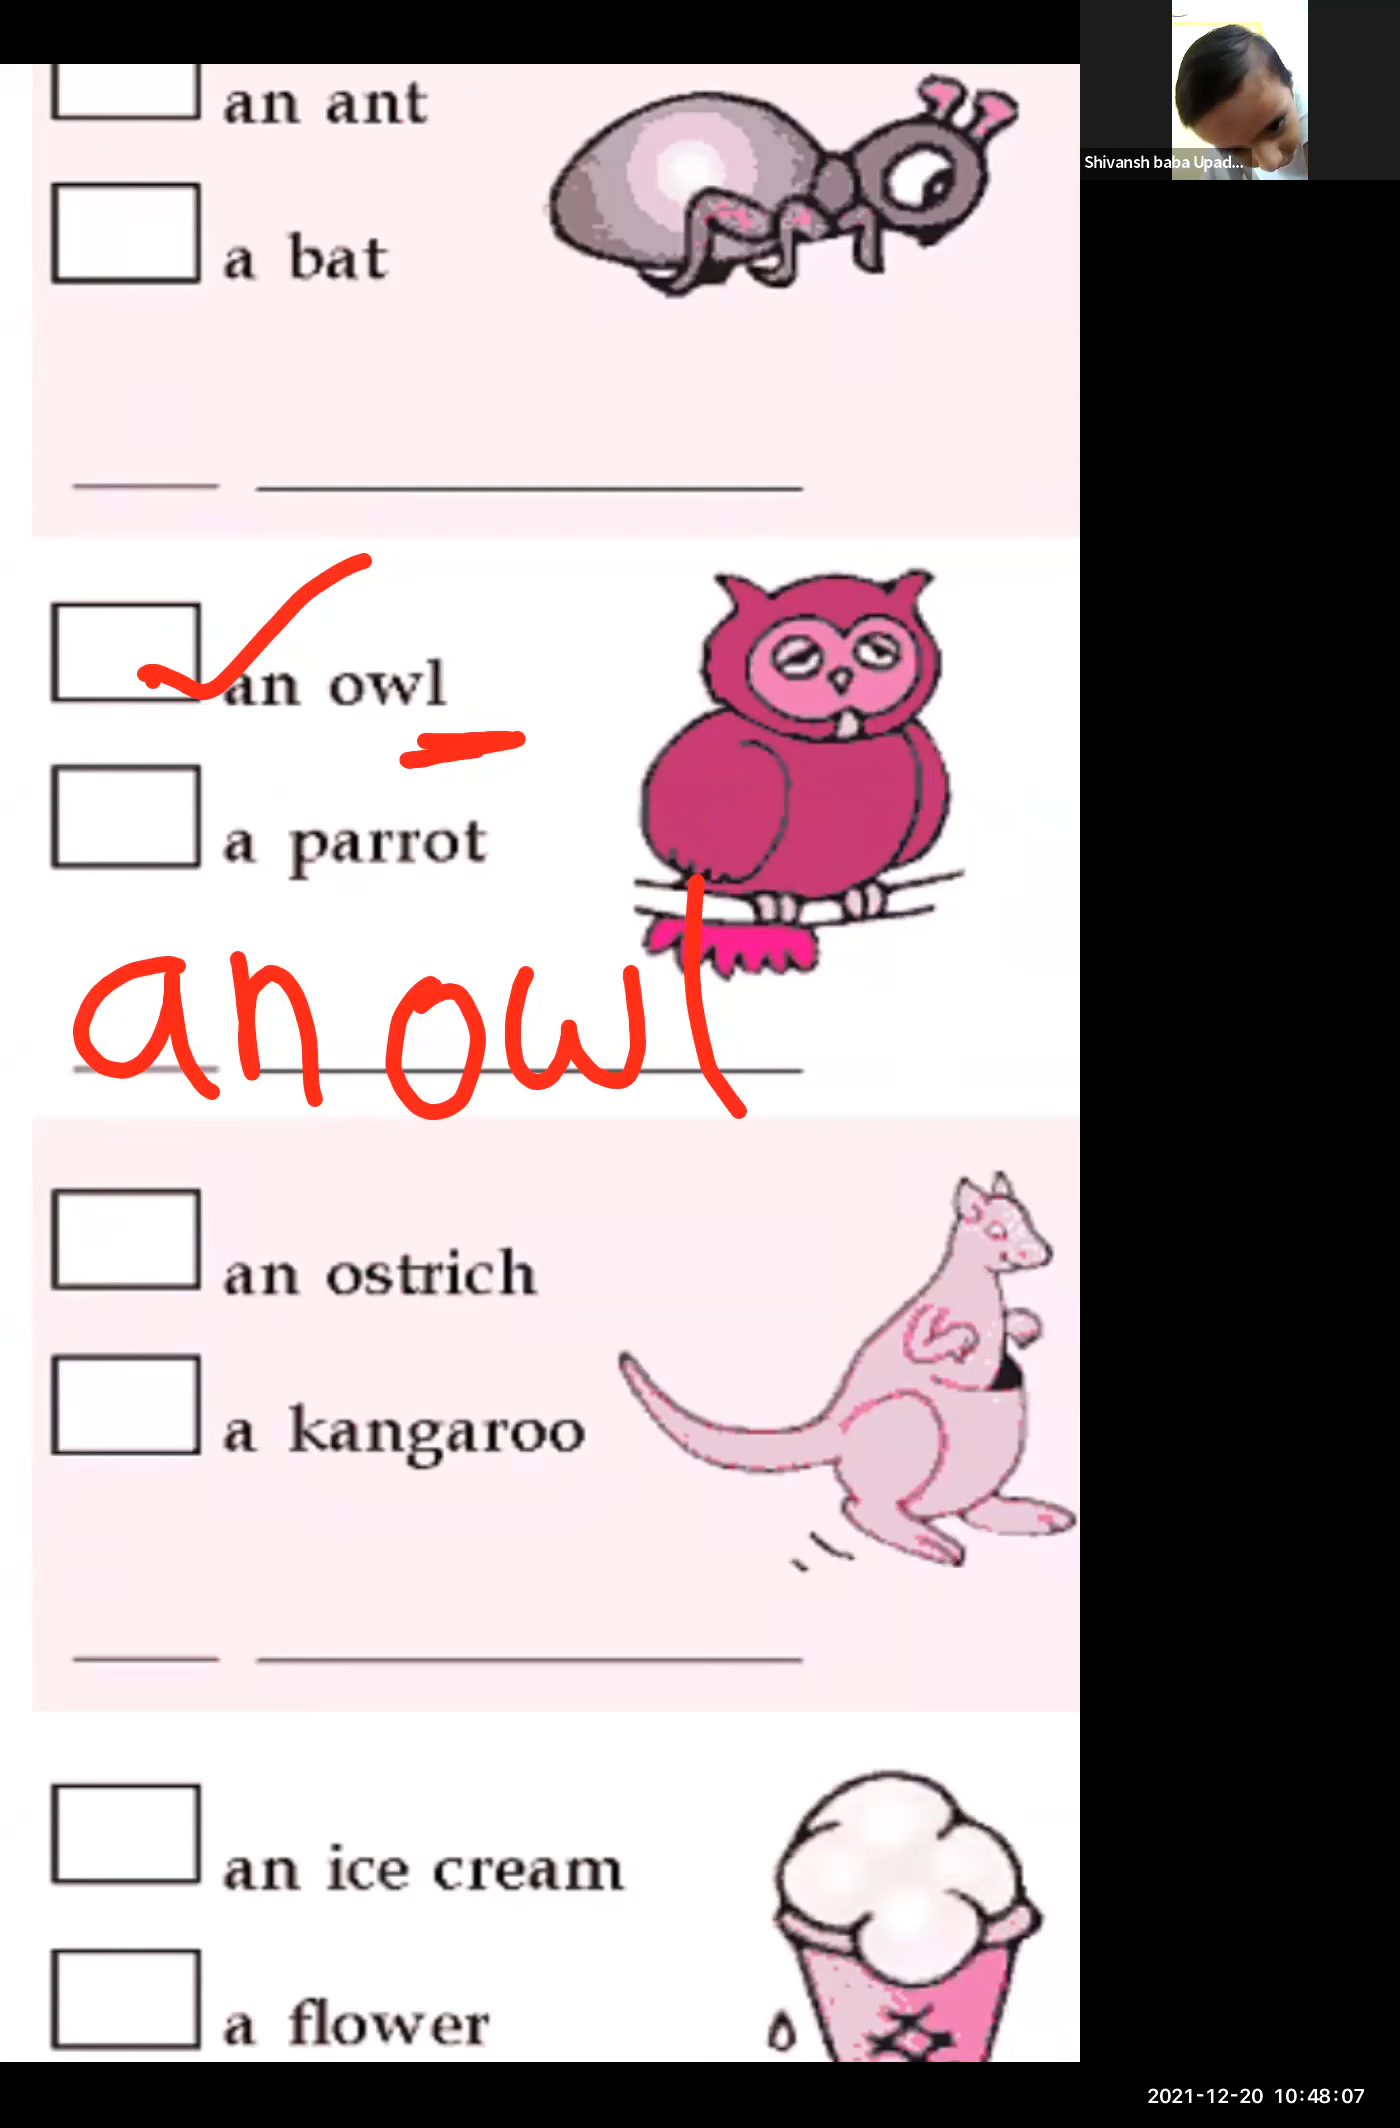 an ant
Shivansh baba Upad...
a bat
an owl
a parrot
an owl
an ostrich
a kangaroo
an ice cream
a flower
2021-12-20 10:48:07